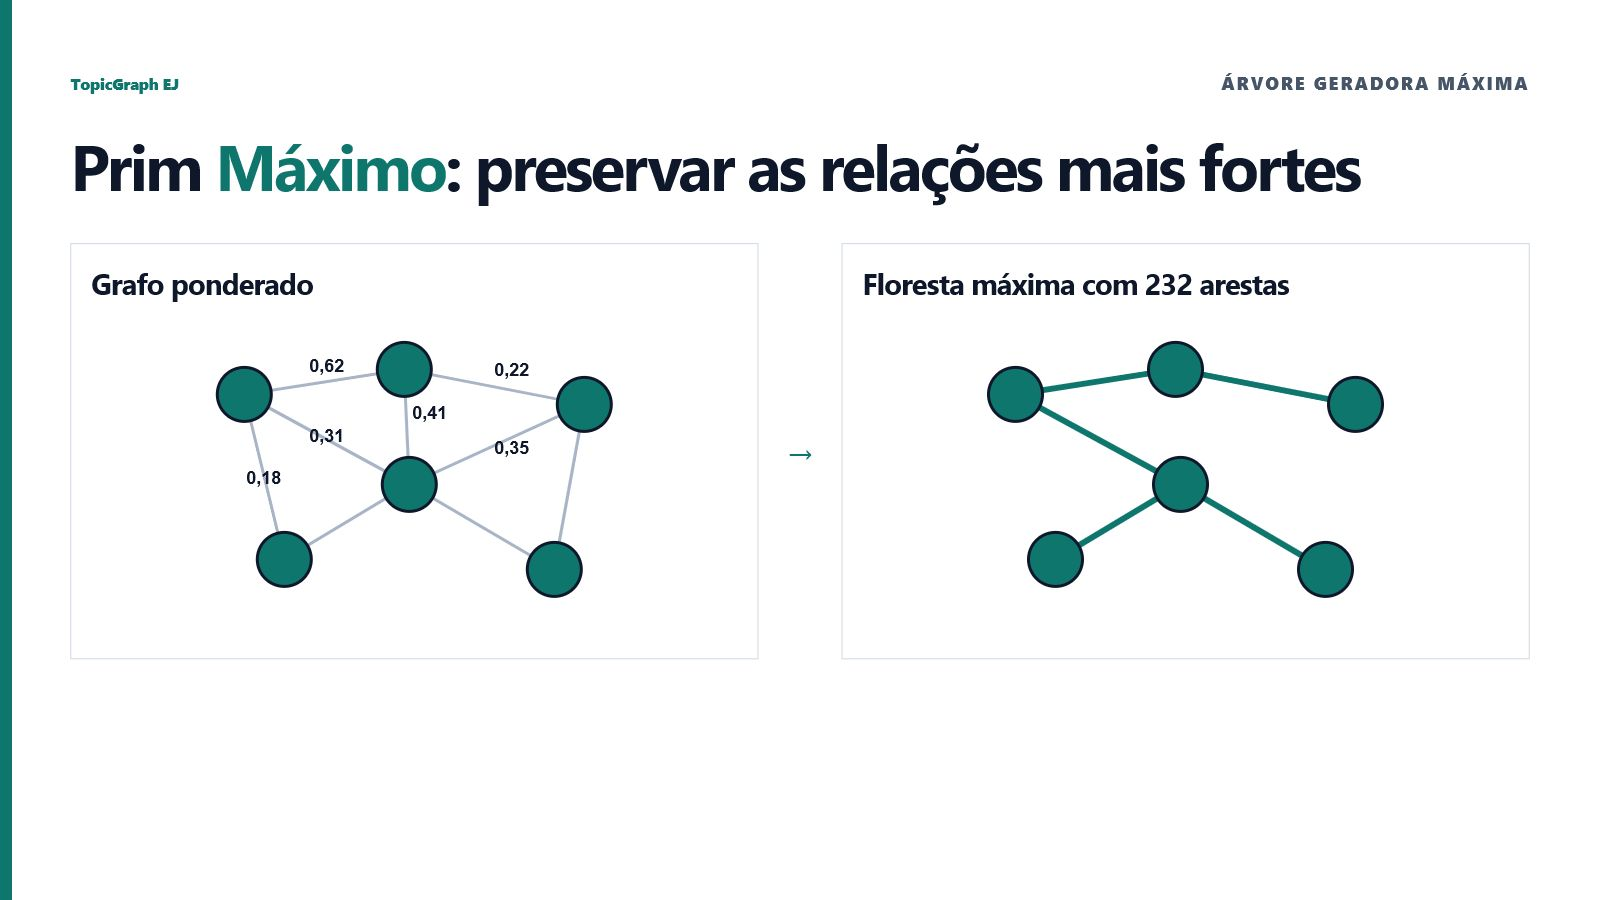 TopicGraph EJ
ÁRVORE GERADORA MÁXIMA
Prim Máximo: preservar as relações mais fortes
Grafo ponderado
0,62
0,22
0,41
0,31
0,35
0,18
→
Floresta máxima com 232 arestas